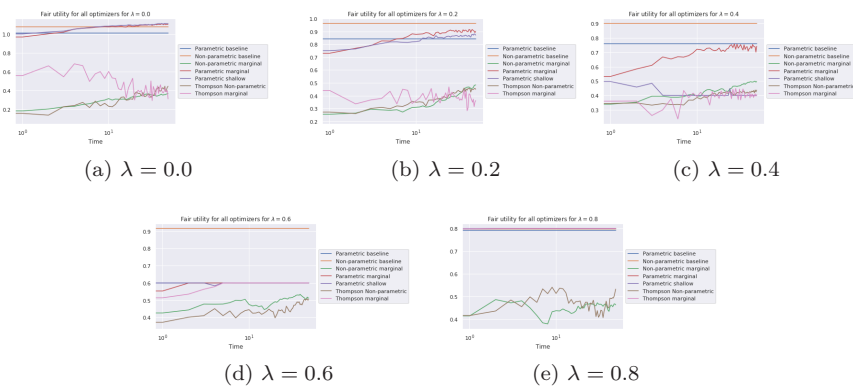 Fair utility for all optimizers for λ = 0.0
1.0
0.8
0.6
0.4
0.2
10⁰
10¹
Time
Parametric baseline
Non-parametric baseline
Non-parametric marginal
Parametric marginal
Parametric shallow
Thompson Non-parametric
Thompson marginal
(a) λ = 0.0
Fair utility for all optimizers for λ = 0.2
1.0
0.9
0.8
0.7
0.6
0.5
0.4
0.3
0.2
10⁰
10¹
Time
Parametric baseline
Non-parametric baseline
Non-parametric marginal
Parametric marginal
Parametric shallow
Thompson Non-parametric
Thompson marginal
(b) λ = 0.2
Fair utility for all optimizers for λ = 0.4
0.9
0.8
0.7
0.6
0.5
0.4
0.3
10⁰
10¹
Time
Parametric baseline
Non-parametric baseline
Non-parametric marginal
Parametric marginal
Parametric shallow
Thompson Non-parametric
Thompson marginal
(c) λ = 0.4
Fair utility for all optimizers for λ = 0.6
0.9
0.8
0.7
0.6
0.5
0.4
10⁰
10¹
Time
Parametric baseline
Non-parametric baseline
Non-parametric marginal
Parametric marginal
Parametric shallow
Thompson Non-parametric
Thompson marginal
(d) λ = 0.6
Fair utility for all optimizers for λ = 0.8
0.8
0.7
0.6
0.5
0.4
10⁰
10¹
Time
Parametric baseline
Non-parametric baseline
Non-parametric marginal
Parametric marginal
Parametric shallow
Thompson Non-parametric
Thompson marginal
(e) λ = 0.8